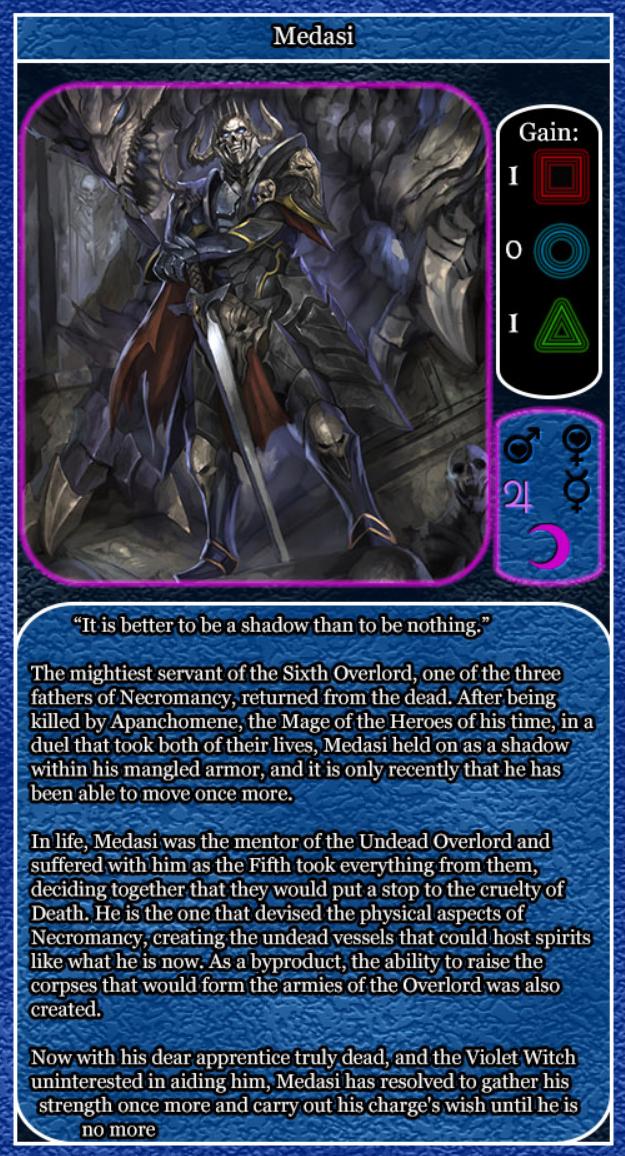 Medasi
Gain:
1
0
1
“It is better to be a shadow than to be nothing.”
The mightiest servant of the Sixth Overlord, one of the three
fathers of Necromancy, returned from the dead. After being
killed by Apanchomene, the Mage of the Heroes of his time, in a
duel that took both of their lives, Medasi held on as a shadow
within his mangled armor, and it is only recently that he has
been able to move once more.
In life, Medasi was the mentor of the Undead Overlord and
suffered with him as the Fifth took everything from them,
deciding together that they would put a stop to the cruelty of
Death. He is the one that devised the physical aspects of
Necromancy, creating the undead vessels that could host spirits
like what he is now. As a byproduct, the ability to raise the
corpses that would form the armies of the Overlord was also
created.
Now with his dear apprentice truly dead, and the Violet Witch
uninterested in aiding him, Medasi has resolved to gather his
strength once more and carry out his charge's wish until he is
no more